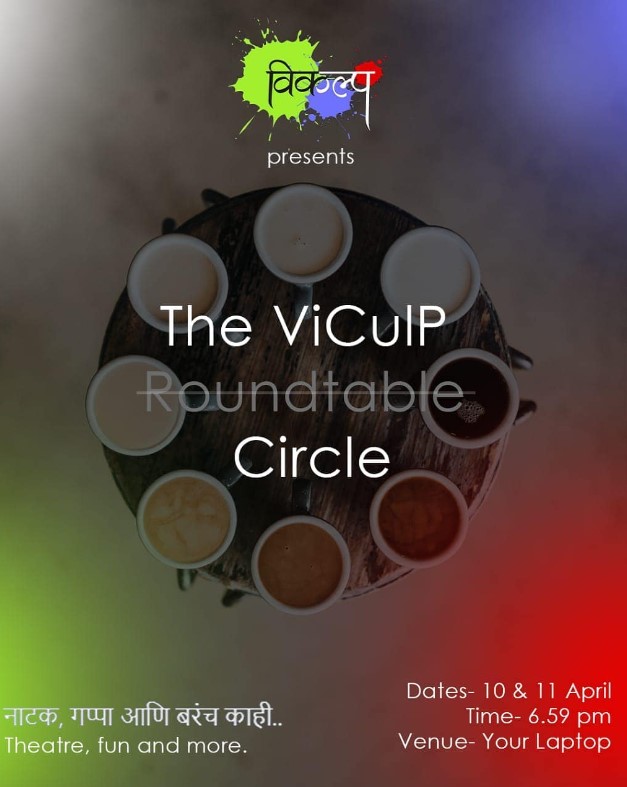 विकल्प
presents
The ViCulP
Roundtable
Circle
नाटक, गप्पा आणि बरंच काही..
Theatre, fun and more.
Dates- 10 & 11 April
Time- 6.59 pm
Venue- Your Laptop